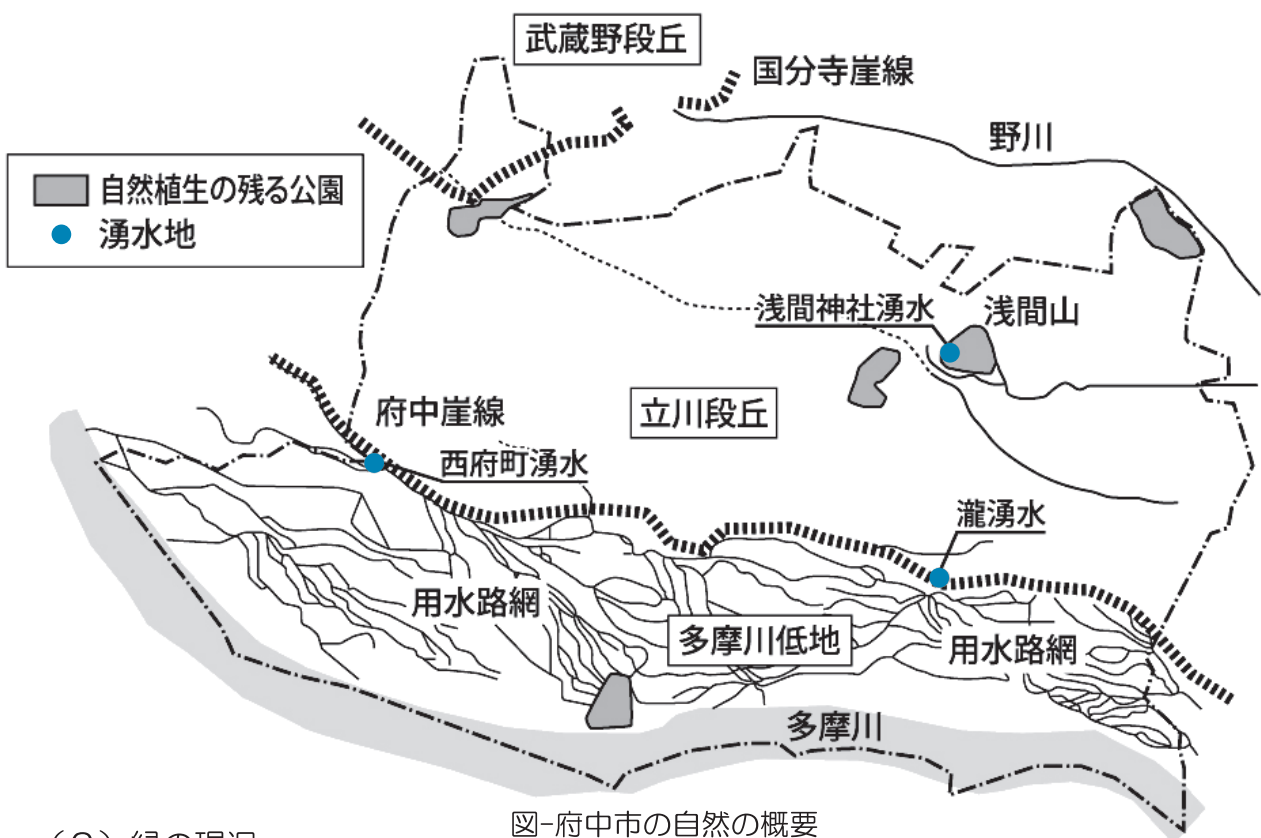 武蔵野段丘
国分寺崖線
野川
自然植生の残る公園
湧水地
浅間神社湧水
浅間山
府中崖線
立川段丘
西府町湧水
瀧湧水
用水路網
多摩川低地
用水路網
多摩川
図-府中市の自然の概要